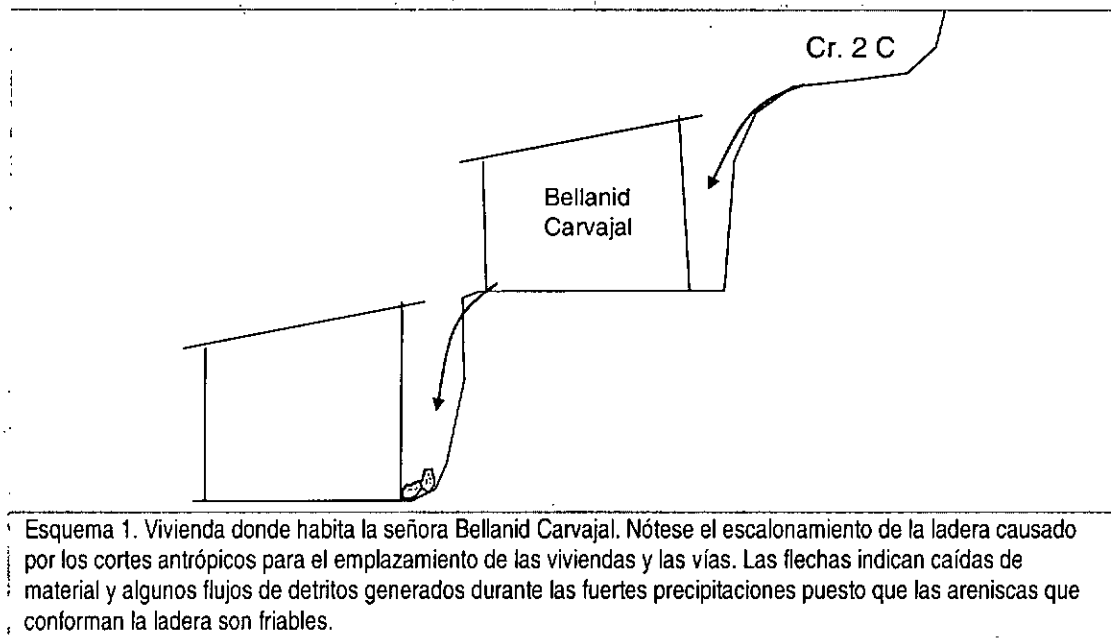 Cr. 2 C
Bellanid
Carvajal
Esquema 1. Vivienda donde habita la señora Bellanid Carvajal. Nótese el escalonamiento de la ladera causado
por los cortes antrópicos para el emplazamiento de las viviendas y las vías. Las flechas indican caídas de
material y algunos flujos de detritos generados durante las fuertes precipitaciones puesto que las areniscas que
conforman la ladera son friables.